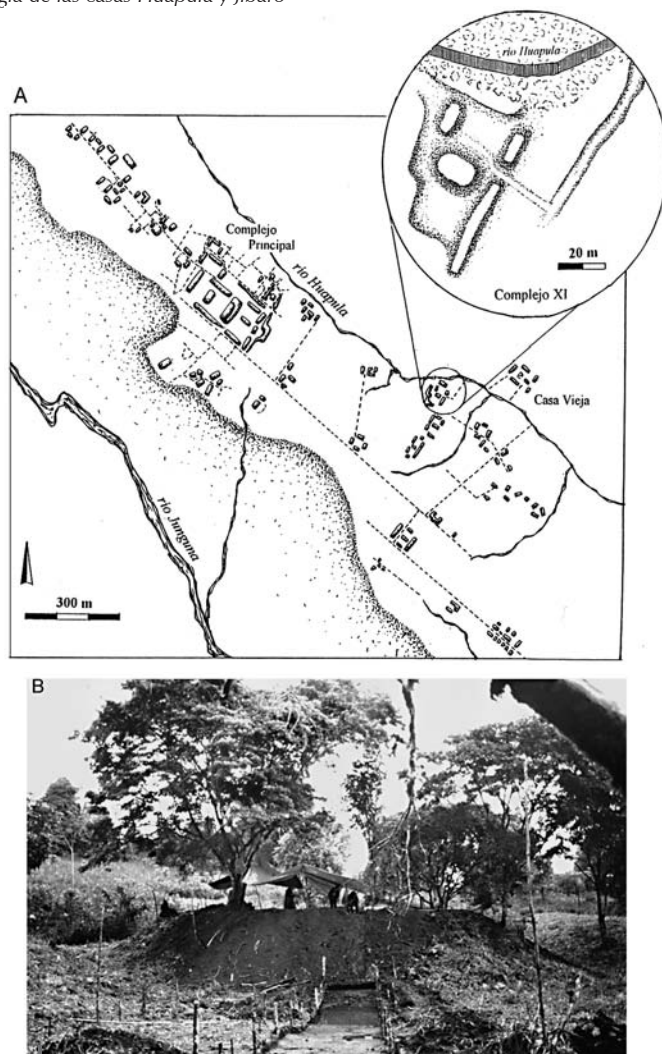 gía de las casas Huapula y Jíbaro
río Huapula
A
20 m
Complejo XI
Complejo
Principal
río Huapula
Casa Vieja
río Junguna
300 m
B